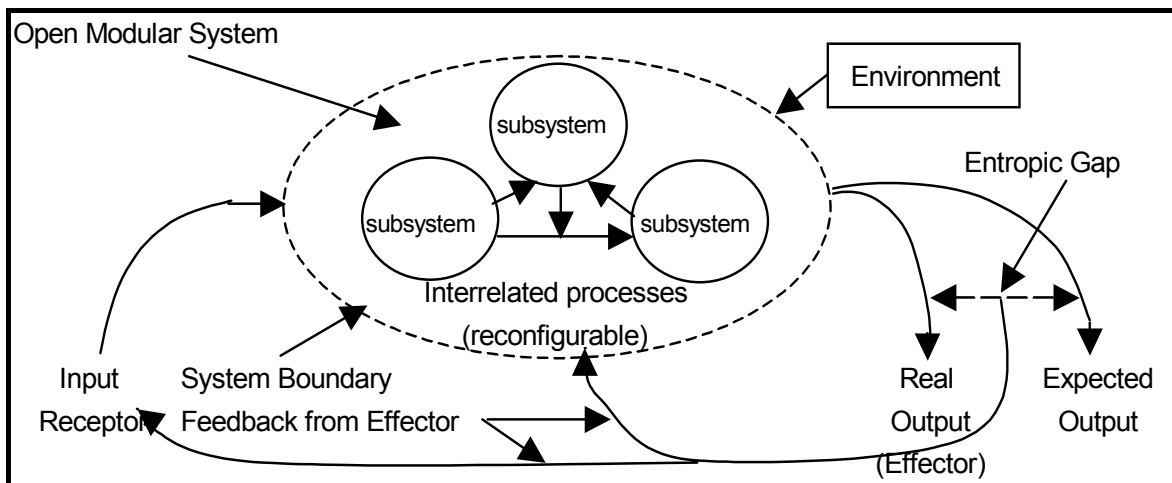 Open Modular System
Environment
subsystem
Entropic Gap
subsystem
subsystem
Interrelated processes
(reconfigurable)
Input
Receptor
System Boundary
Feedback from Effector
Real
Output
(Effector)
Expected
Output